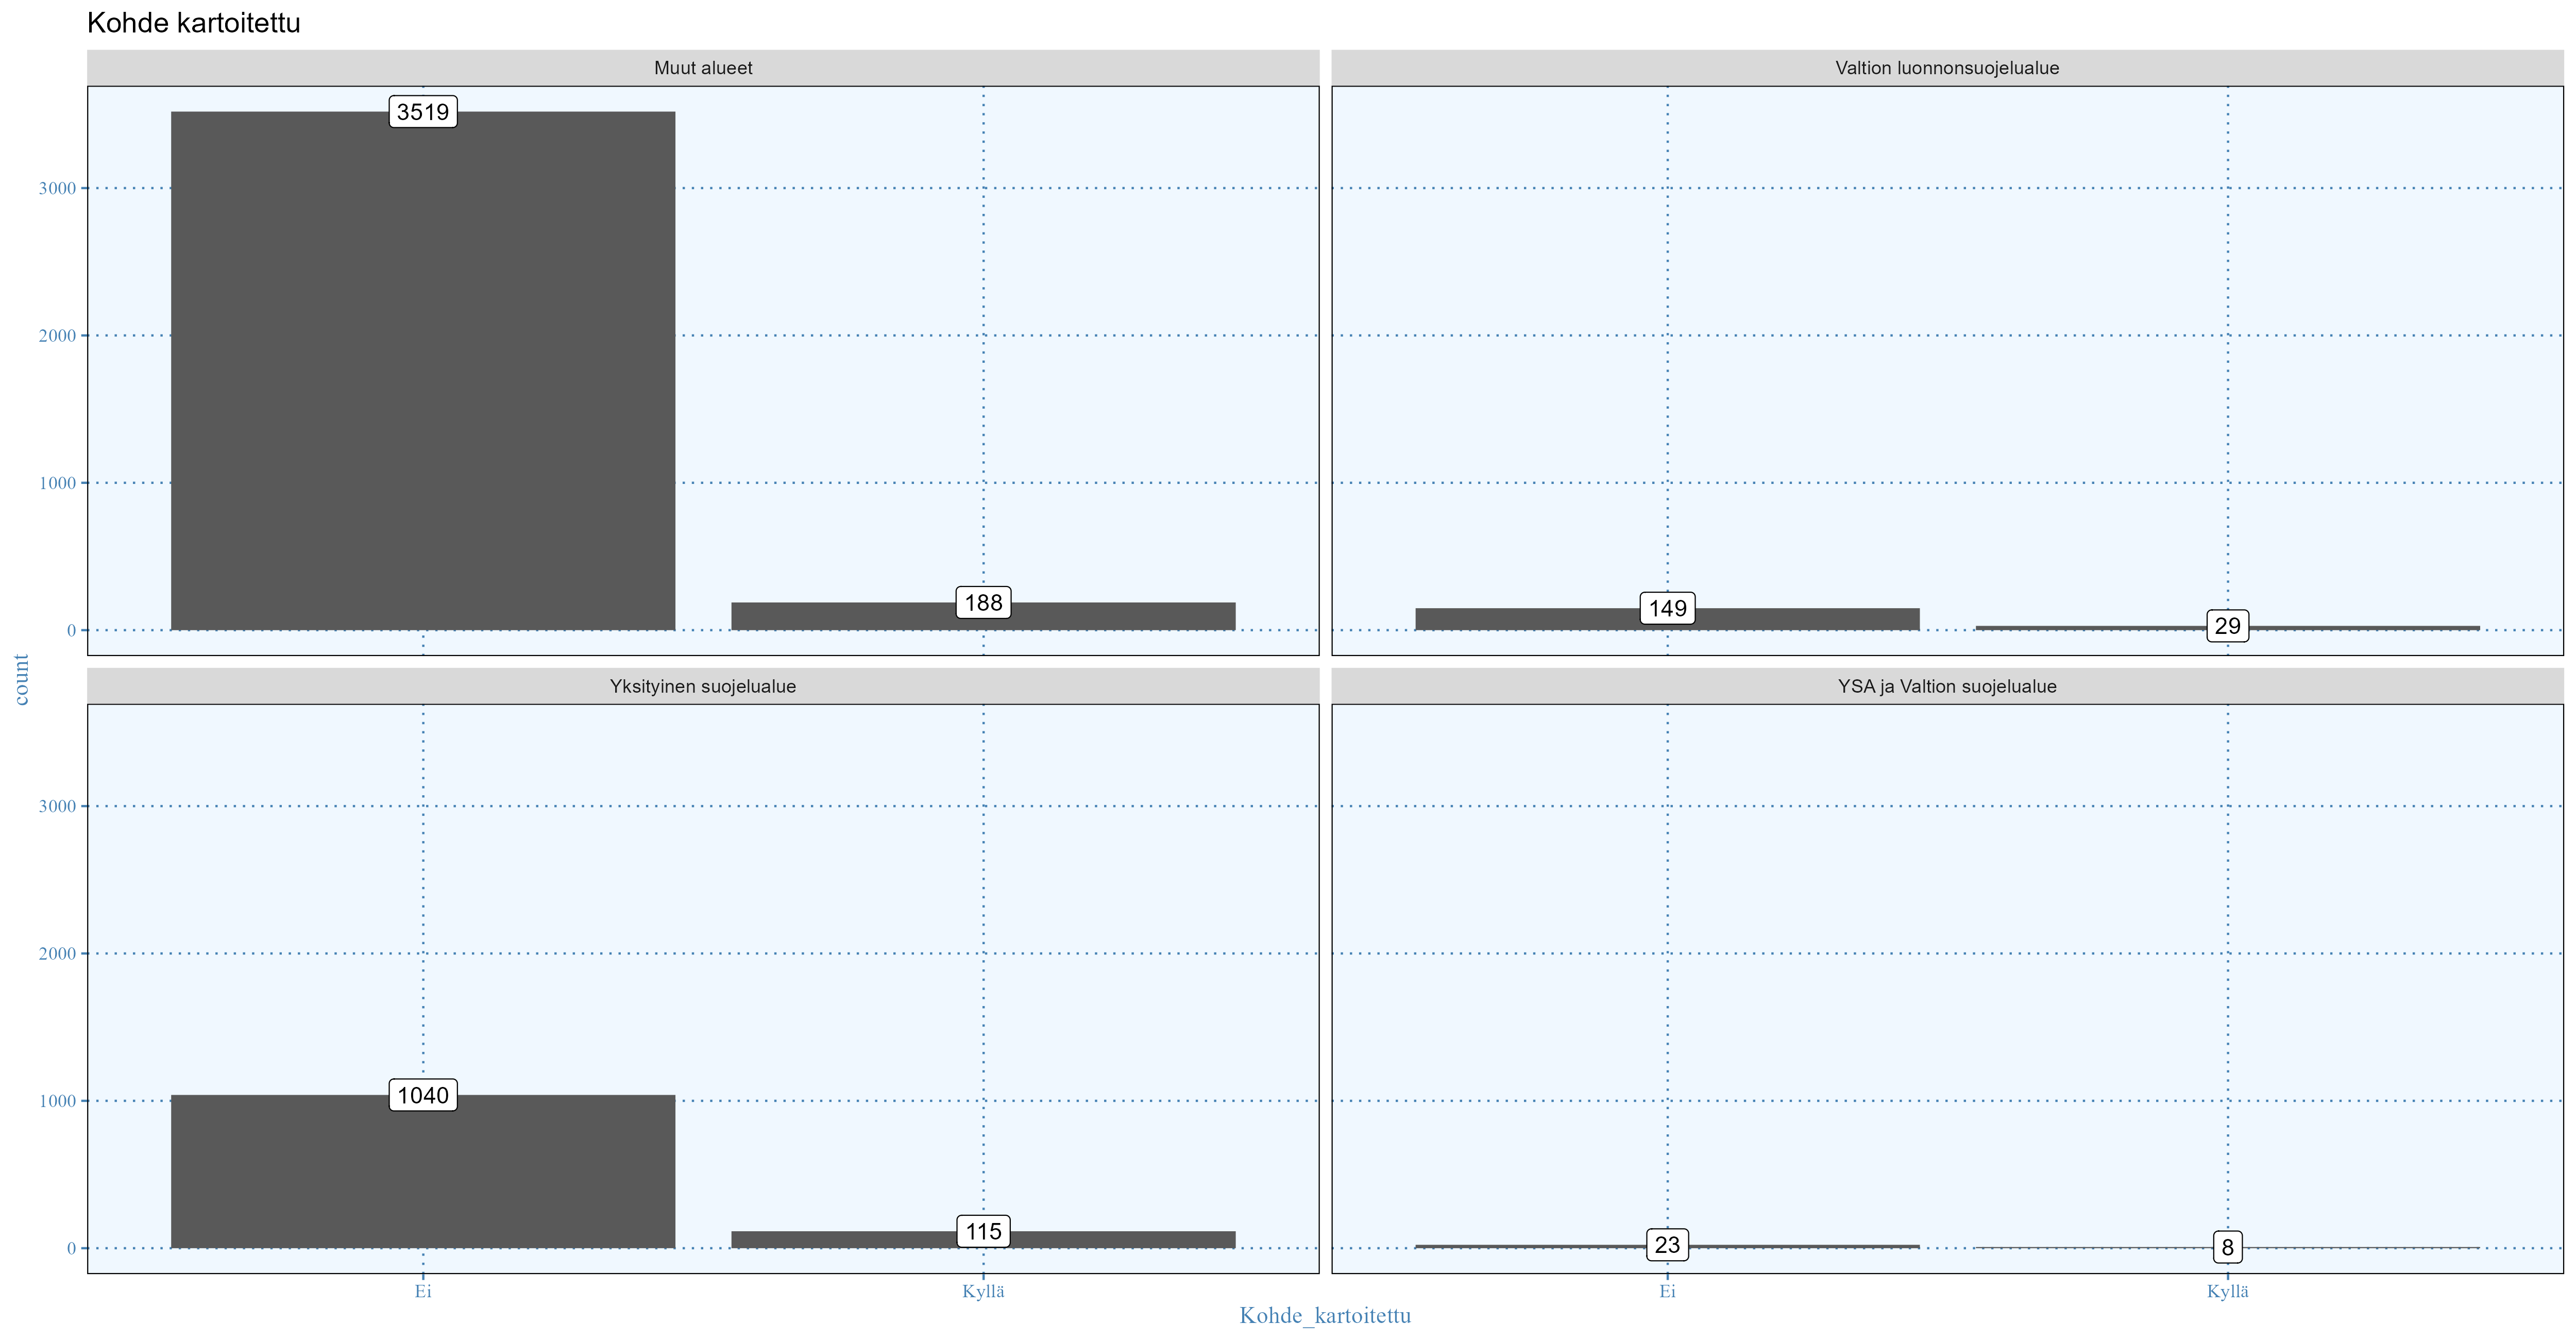 Kohde kartoitettu
Muut alueet
Valtion luonnonsuojelualue
3519
188
149
29
3000
2000
1000
0
Yksityinen suojelualue
YSA ja Valtion suojelualue
1040
115
23
8
3000
2000
1000
0
count
Ei
Kyllä
Ei
Kyllä
Kohde_kartoitettu